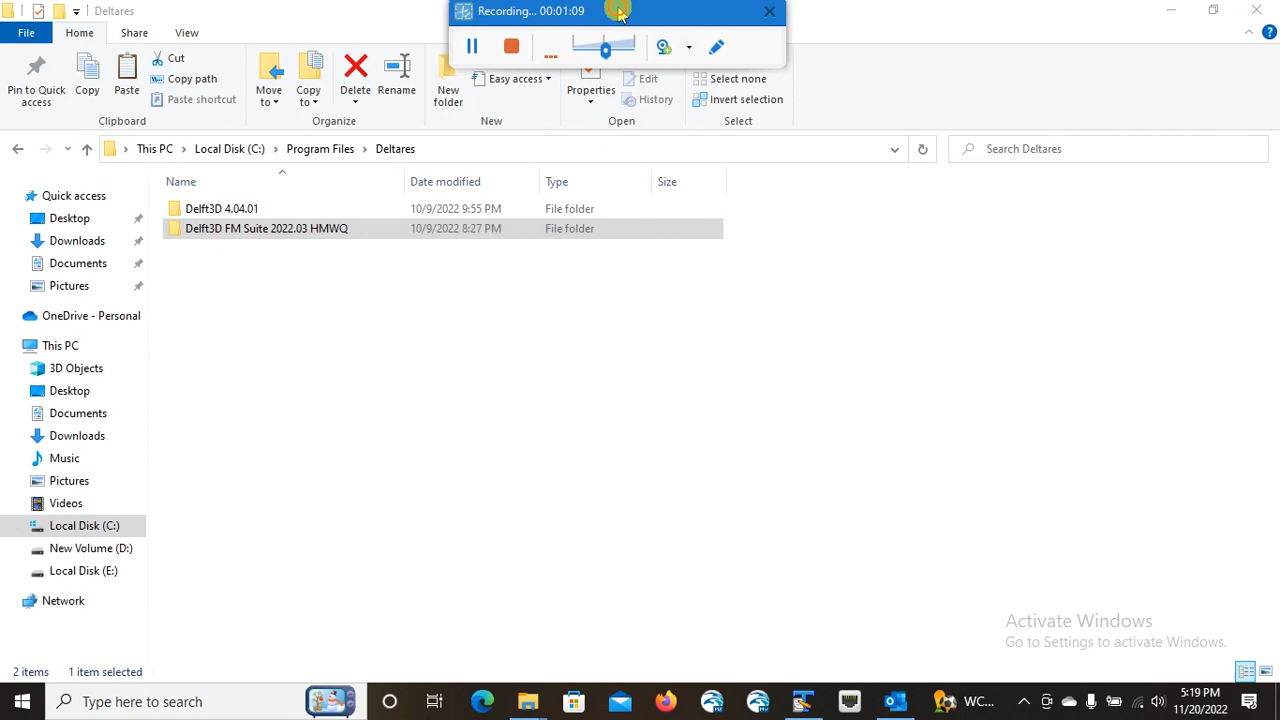 Deltares
Recording... 00:01:09
File Home Share View
Pin to Quick access
Copy
Paste
Cut
Copy path
Paste shortcut
Clipboard
Move to
Copy to
Delete
Rename
Organize
New folder
Easy access
New
Properties
Edit
History
Open
Select none
Invert selection
Select
This PC Local Disk (C:) Program Files Deltares
Search Deltares
Name Date modified Type Size
Delft3D 4.04.01 10/9/2022 9:55 PM File folder
Delft3D FM Suite 2022.03 HMWQ 10/9/2022 8:27 PM File folder
Quick access
Desktop
Downloads
Documents
Pictures
OneDrive - Personal
This PC
3D Objects
Desktop
Documents
Downloads
Music
Pictures
Videos
Local Disk (C:)
New Volume (D:)
Local Disk (E:)
Network
Activate Windows
Go to Settings to activate Windows.
2 items 1 item selected
Type here to search
WC...
5:19 PM
11/20/2022